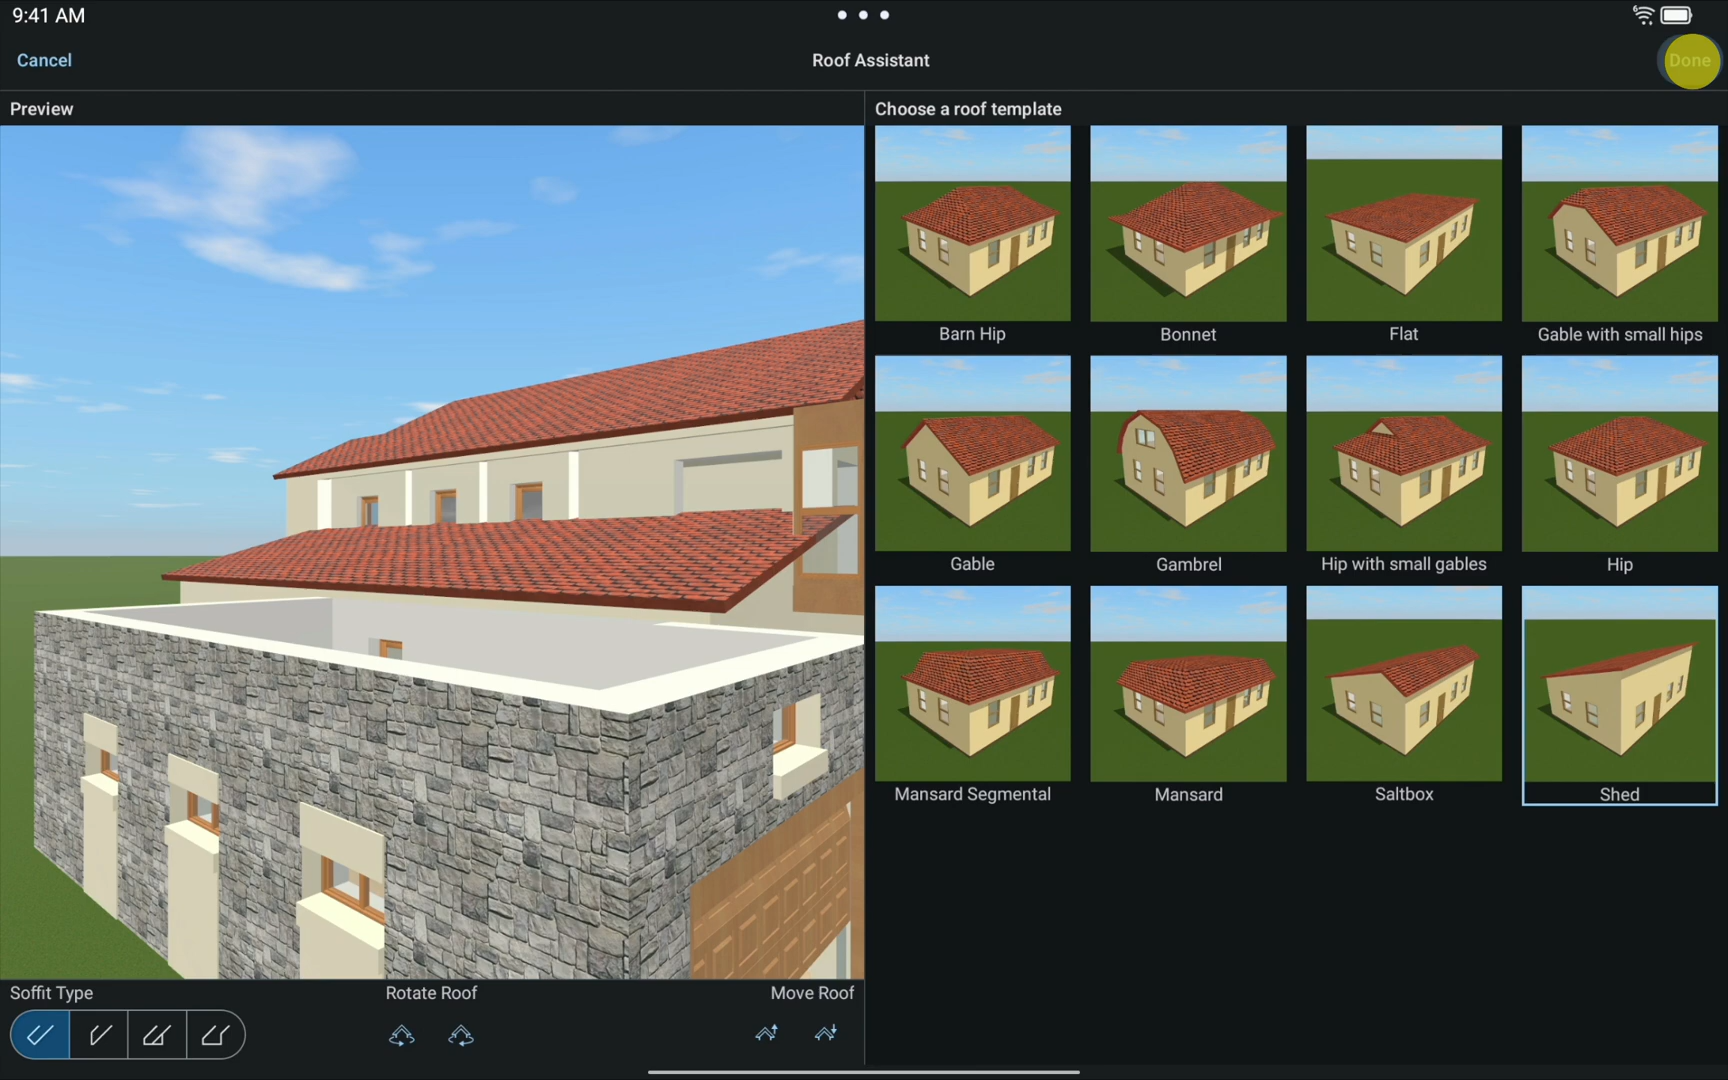 9:41 AM
Cancel
Roof Assistant
Done
Preview
Choose a roof template
Barn Hip
Bonnet
Flat
Gable with small hips
Gable
Gambrel
Hip with small gables
Hip
Mansard Segmental
Mansard
Saltbox
Shed
Soffit Type
Rotate Roof
Move Roof